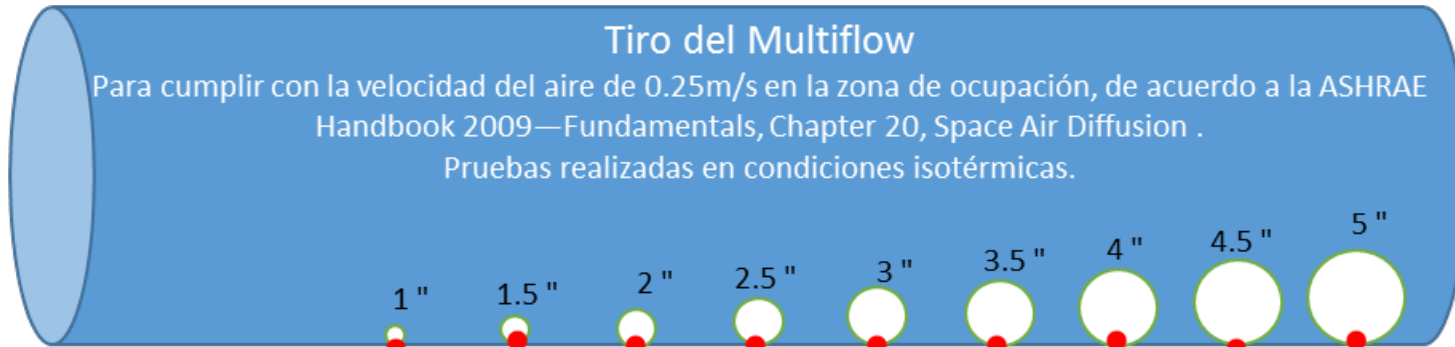 Tiro del Multiflow
Para cumplir con la velocidad del aire de 0.25m/s en la zona de ocupación, de acuerdo a la ASHRAE
Handbook 2009—Fundamentals, Chapter 20, Space Air Diffusion .
Pruebas realizadas en condiciones isotérmicas.
1 " 1.5 " 2 " 2.5 " 3 " 3.5 " 4 " 4.5 " 5 "